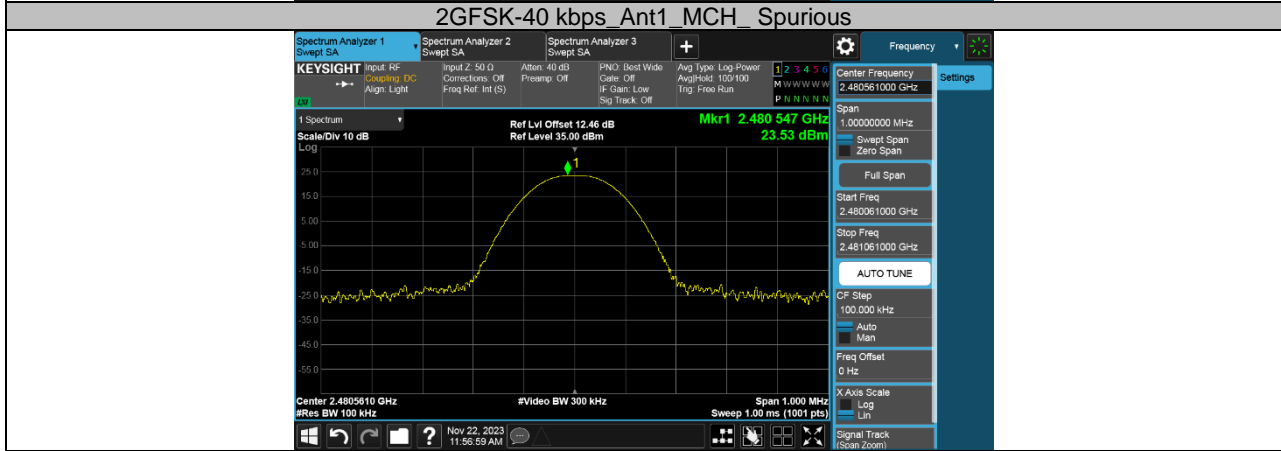 2GFSK-40 kbps_Ant1_MCH_ Spurious
Spectrum Analyzer 1
Swept SA
Spectrum Analyzer 2
Swept SA
Spectrum Analyzer 3
Swept SA
+
Frequency
KEYSIGHT
Input: RF
Coupling: DC
Align: Light
Input Z: 50 Ω
Corrections: Off
Freq Ref: Int (S)
Atten: 40 dB
Preamp: Off
PNO: Best Wide
Gate: Off
IF Gain: Low
Sig Track: Off
Avg Type: Log-Power
Avg|Hold: 100/100
Trig: Free Run
1 2 3 4 5 6
M W W W W W
P N N N N N
LXI
1 Spectrum
Scale/Div 10 dB
Log
Ref Lvl Offset 12.46 dB
Ref Level 35.00 dBm
Mkr1 2.480 547 GHz
23.53 dBm
1
25.0
15.0
5.00
-5.00
-15.0
-25.0
-35.0
-45.0
-55.0
Center 2.4805610 GHz
#Res BW 100 kHz
#Video BW 300 kHz
Span 1.000 MHz
Sweep 1.00 ms (1001 pts)
Nov 22, 2023
11:56:59 AM
?
Center Frequency
2.480561000 GHz
Settings
Span
1.00000000 MHz
Swept Span
Zero Span
Full Span
Start Freq
2.480061000 GHz
Stop Freq
2.481061000 GHz
AUTO TUNE
CF Step
100.000 kHz
Auto
Man
Freq Offset
0 Hz
X Axis Scale
Log
Lin
Signal Track
(Span Zoom)